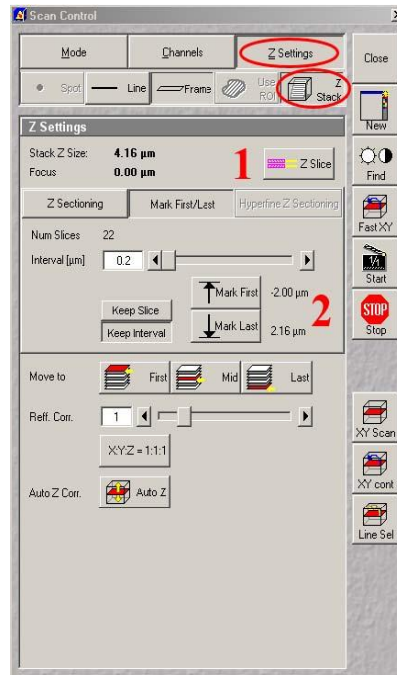 Scan Control
Mode Channels Z Settings Close
Spot Line Frame Use ROI Z Stack
New
Z Settings
Stack Z Size: 4.16 µm
Focus 0.00 µm
1 Z Slice
Find
Z Sectioning Mark First/Last Hyperfine Z Sectioning
Fast XY
Num Slices 22
Interval [µm] 0.2
1/1
Start
Mark First -2.00 µm
STOP
Stop
Keep Slice
Keep Interval
Mark Last 2.16 µm
2
Move to First Mid Last
Reff. Corr. 1
XY Scan
X:Y:Z = 1:1:1
XY cont
Auto Z Corr. Auto Z
Line Sel